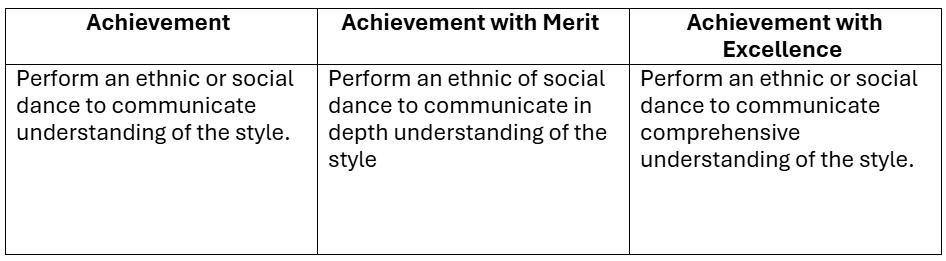 Achievement
Achievement with Merit
Achievement with
Excellence
Perform an ethnic or social
dance to communicate
understanding of the style.
Perform an ethnic of social
dance to communicate in
depth understanding of the
style
Perform an ethnic or social
dance to communicate
comprehensive
understanding of the style.